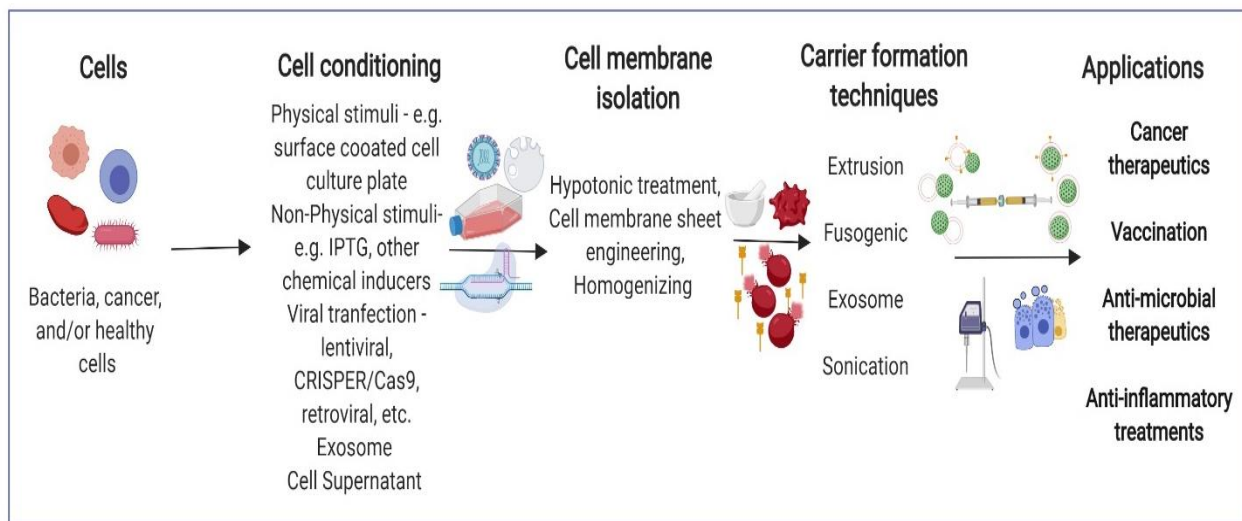 Cells
Bacteria, cancer,
and/or healthy
cells
Cell conditioning
Physical stimuli - e.g.
surface cooated cell
culture plate
Non-Physical stimuli-
e.g. IPTG, other
chemical inducers
Viral tranfection -
lentiviral,
CRISPER/Cas9,
retroviral, etc.
Exosome
Cell Supernatant
Cell membrane
isolation
Hypotonic treatment,
Cell membrane sheet
engineering,
Homogenizing
Carrier formation
techniques
Extrusion
Fusogenic
Exosome
Sonication
Applications
Cancer
therapeutics
Vaccination
Anti-microbial
therapeutics
Anti-inflammatory
treatments